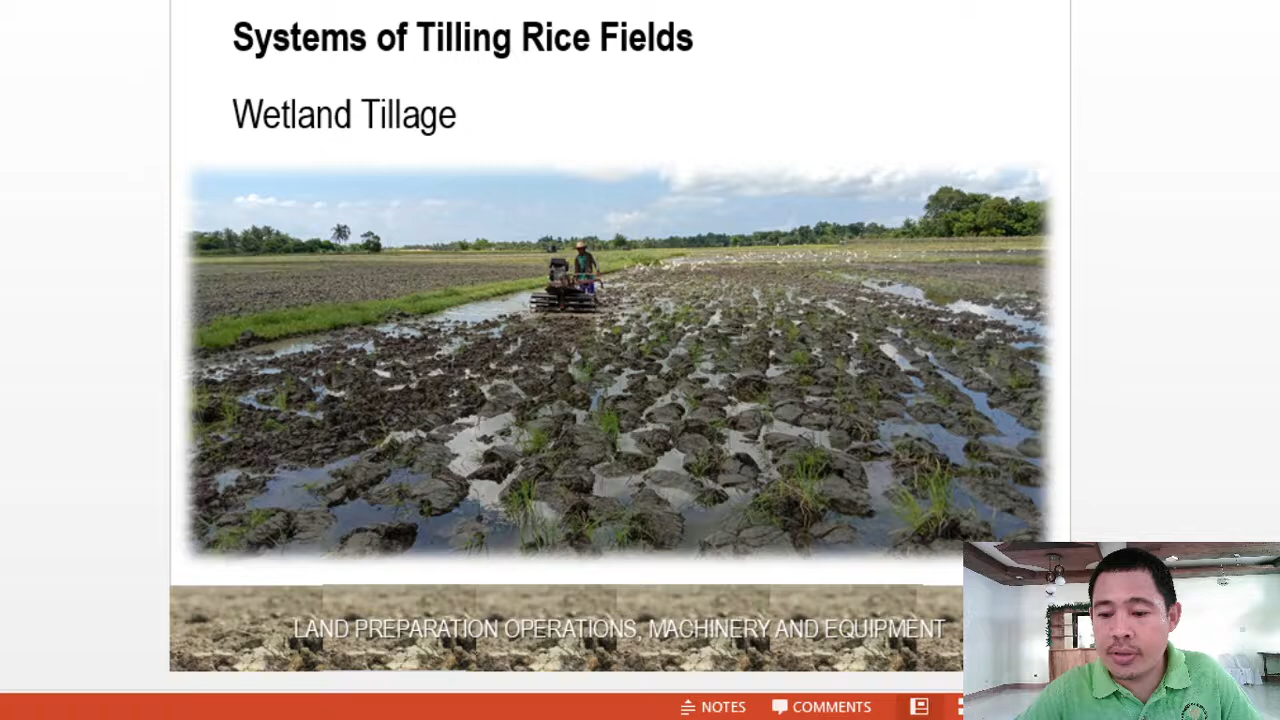 Systems of Tilling Rice Fields
Wetland Tillage
LAND PREPARATION OPERATIONS, MACHINERY AND EQUIPMENT
NOTES
COMMENTS